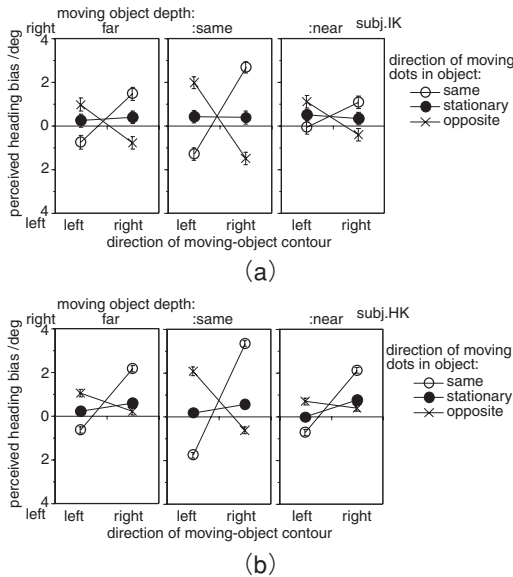 moving object depth:
right far :same :near subj.IK
perceived heading bias /deg
4
2
0
2
4
left
left right left right left right
direction of moving-object contour
direction of moving
dots in object:
same
stationary
opposite
(a)
moving object depth:
right far :same :near subj.HK
perceived heading bias /deg
4
2
0
2
4
left
left right left right left right
direction of moving-object contour
direction of moving
dots in object:
same
stationary
opposite
(b)